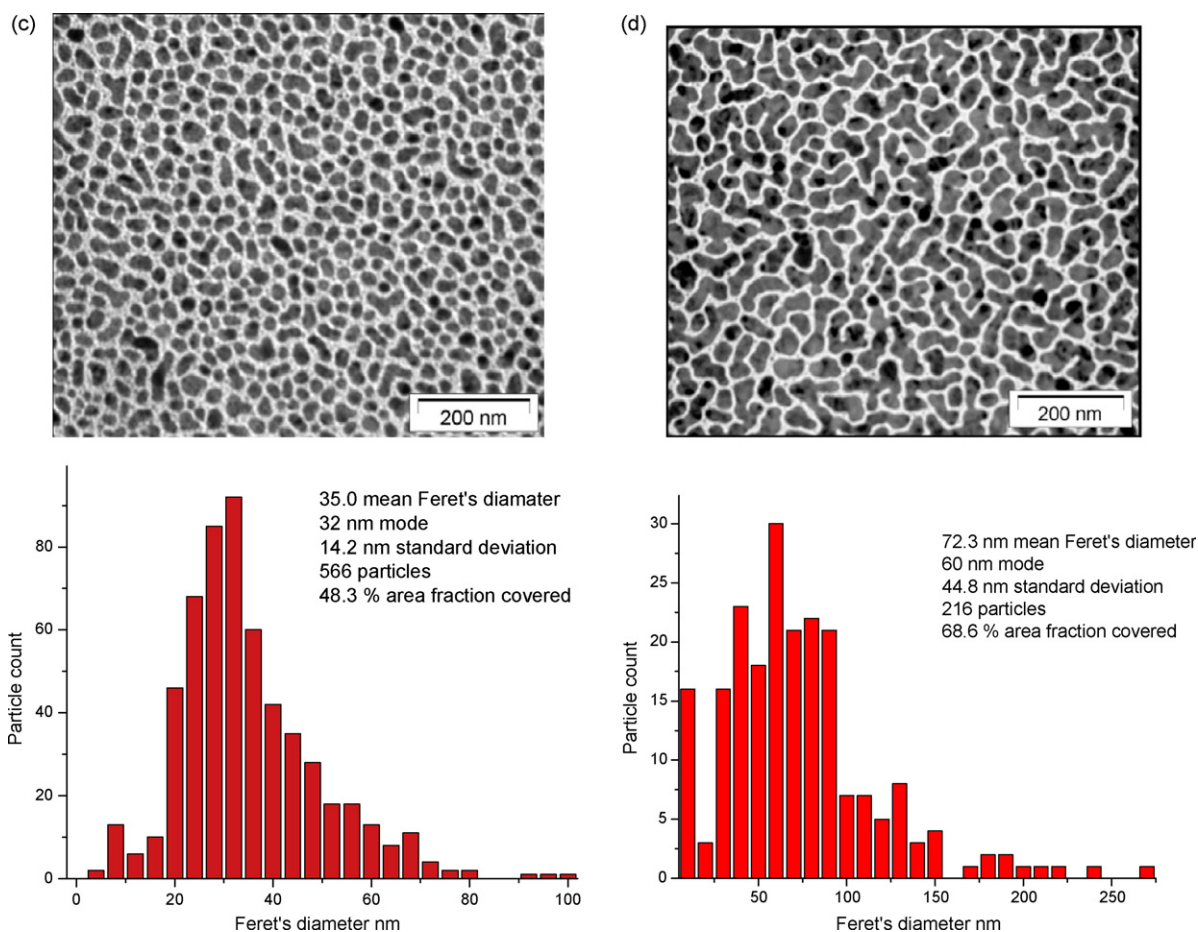 (c)
(d)
200 nm
200 nm
35.0 mean Feret's diamater
32 nm mode
14.2 nm standard deviation
566 particles
48.3 % area fraction covered
80
60
40
20
0
Particle count
0 20 40 60 80 100
Feret's diameter nm
72.3 nm mean Feret's diameter
60 nm mode
44.8 nm standard deviation
216 particles
68.6 % area fraction covered
30
25
20
15
10
5
0
Particle count
50 100 150 200 250
Feret's diameter nm